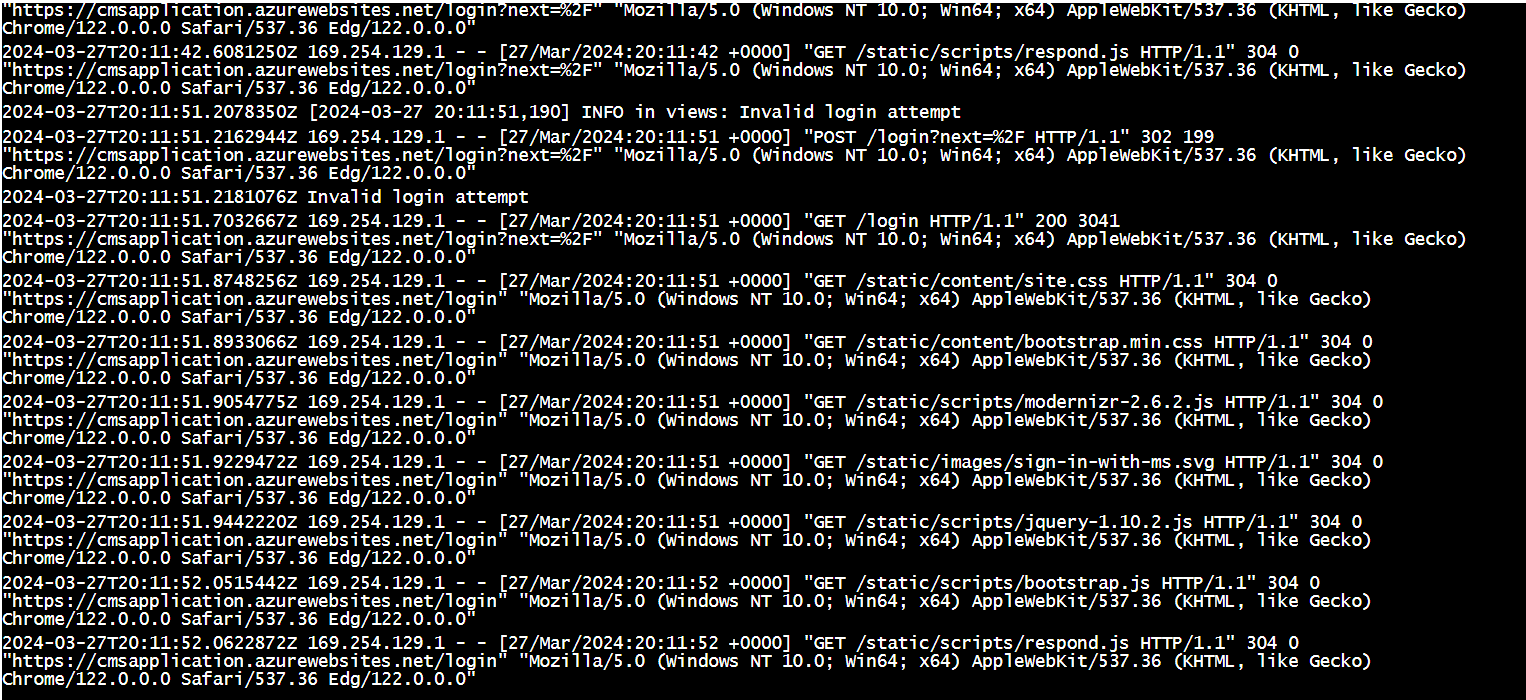 "https://cmsapplication.azurewebsites.net/login?next=%2F" "Mozilla/5.0 (Windows NT 10.0; Win64; x64) AppleWebKit/537.36 (KHTML, like Gecko)
Chrome/122.0.0.0 Safari/537.36 Edg/122.0.0.0"
2024-03-27T20:11:42.6081250Z 169.254.129.1 - - [27/Mar/2024:20:11:42 +0000] "GET /static/scripts/respond.js HTTP/1.1" 304 0
"https://cmsapplication.azurewebsites.net/login?next=%2F" "Mozilla/5.0 (Windows NT 10.0; Win64; x64) AppleWebKit/537.36 (KHTML, like Gecko)
Chrome/122.0.0.0 Safari/537.36 Edg/122.0.0.0"
2024-03-27T20:11:51.2078350Z [2024-03-27 20:11:51,190] INFO in views: Invalid login attempt
2024-03-27T20:11:51.2162944Z 169.254.129.1 - - [27/Mar/2024:20:11:51 +0000] "POST /login?next=%2F HTTP/1.1" 302 199
"https://cmsapplication.azurewebsites.net/login?next=%2F" "Mozilla/5.0 (Windows NT 10.0; Win64; x64) AppleWebKit/537.36 (KHTML, like Gecko)
Chrome/122.0.0.0 Safari/537.36 Edg/122.0.0.0"
2024-03-27T20:11:51.2181076Z Invalid login attempt
2024-03-27T20:11:51.7032667Z 169.254.129.1 - - [27/Mar/2024:20:11:51 +0000] "GET /login HTTP/1.1" 200 3041
"https://cmsapplication.azurewebsites.net/login?next=%2F" "Mozilla/5.0 (Windows NT 10.0; Win64; x64) AppleWebKit/537.36 (KHTML, like Gecko)
Chrome/122.0.0.0 Safari/537.36 Edg/122.0.0.0"
2024-03-27T20:11:51.8748256Z 169.254.129.1 - - [27/Mar/2024:20:11:51 +0000] "GET /static/content/site.css HTTP/1.1" 304 0
"https://cmsapplication.azurewebsites.net/login" "Mozilla/5.0 (Windows NT 10.0; Win64; x64) AppleWebKit/537.36 (KHTML, like Gecko)
Chrome/122.0.0.0 Safari/537.36 Edg/122.0.0.0"
2024-03-27T20:11:51.8933066Z 169.254.129.1 - - [27/Mar/2024:20:11:51 +0000] "GET /static/content/bootstrap.min.css HTTP/1.1" 304 0
"https://cmsapplication.azurewebsites.net/login" "Mozilla/5.0 (Windows NT 10.0; Win64; x64) AppleWebKit/537.36 (KHTML, like Gecko)
Chrome/122.0.0.0 Safari/537.36 Edg/122.0.0.0"
2024-03-27T20:11:51.9054775Z 169.254.129.1 - - [27/Mar/2024:20:11:51 +0000] "GET /static/scripts/modernizr-2.6.2.js HTTP/1.1" 304 0
"https://cmsapplication.azurewebsites.net/login" "Mozilla/5.0 (Windows NT 10.0; Win64; x64) AppleWebKit/537.36 (KHTML, like Gecko)
Chrome/122.0.0.0 Safari/537.36 Edg/122.0.0.0"
2024-03-27T20:11:51.9229472Z 169.254.129.1 - - [27/Mar/2024:20:11:51 +0000] "GET /static/images/sign-in-with-ms.svg HTTP/1.1" 304 0
"https://cmsapplication.azurewebsites.net/login" "Mozilla/5.0 (Windows NT 10.0; Win64; x64) AppleWebKit/537.36 (KHTML, like Gecko)
Chrome/122.0.0.0 Safari/537.36 Edg/122.0.0.0"
2024-03-27T20:11:51.9442220Z 169.254.129.1 - - [27/Mar/2024:20:11:51 +0000] "GET /static/scripts/jquery-1.10.2.js HTTP/1.1" 304 0
"https://cmsapplication.azurewebsites.net/login" "Mozilla/5.0 (Windows NT 10.0; Win64; x64) AppleWebKit/537.36 (KHTML, like Gecko)
Chrome/122.0.0.0 Safari/537.36 Edg/122.0.0.0"
2024-03-27T20:11:52.0515442Z 169.254.129.1 - - [27/Mar/2024:20:11:52 +0000] "GET /static/scripts/bootstrap.js HTTP/1.1" 304 0
"https://cmsapplication.azurewebsites.net/login" "Mozilla/5.0 (Windows NT 10.0; Win64; x64) AppleWebKit/537.36 (KHTML, like Gecko)
Chrome/122.0.0.0 Safari/537.36 Edg/122.0.0.0"
2024-03-27T20:11:52.0622872Z 169.254.129.1 - - [27/Mar/2024:20:11:52 +0000] "GET /static/scripts/respond.js HTTP/1.1" 304 0
"https://cmsapplication.azurewebsites.net/login" "Mozilla/5.0 (Windows NT 10.0; Win64; x64) AppleWebKit/537.36 (KHTML, like Gecko)
Chrome/122.0.0.0 Safari/537.36 Edg/122.0.0.0"